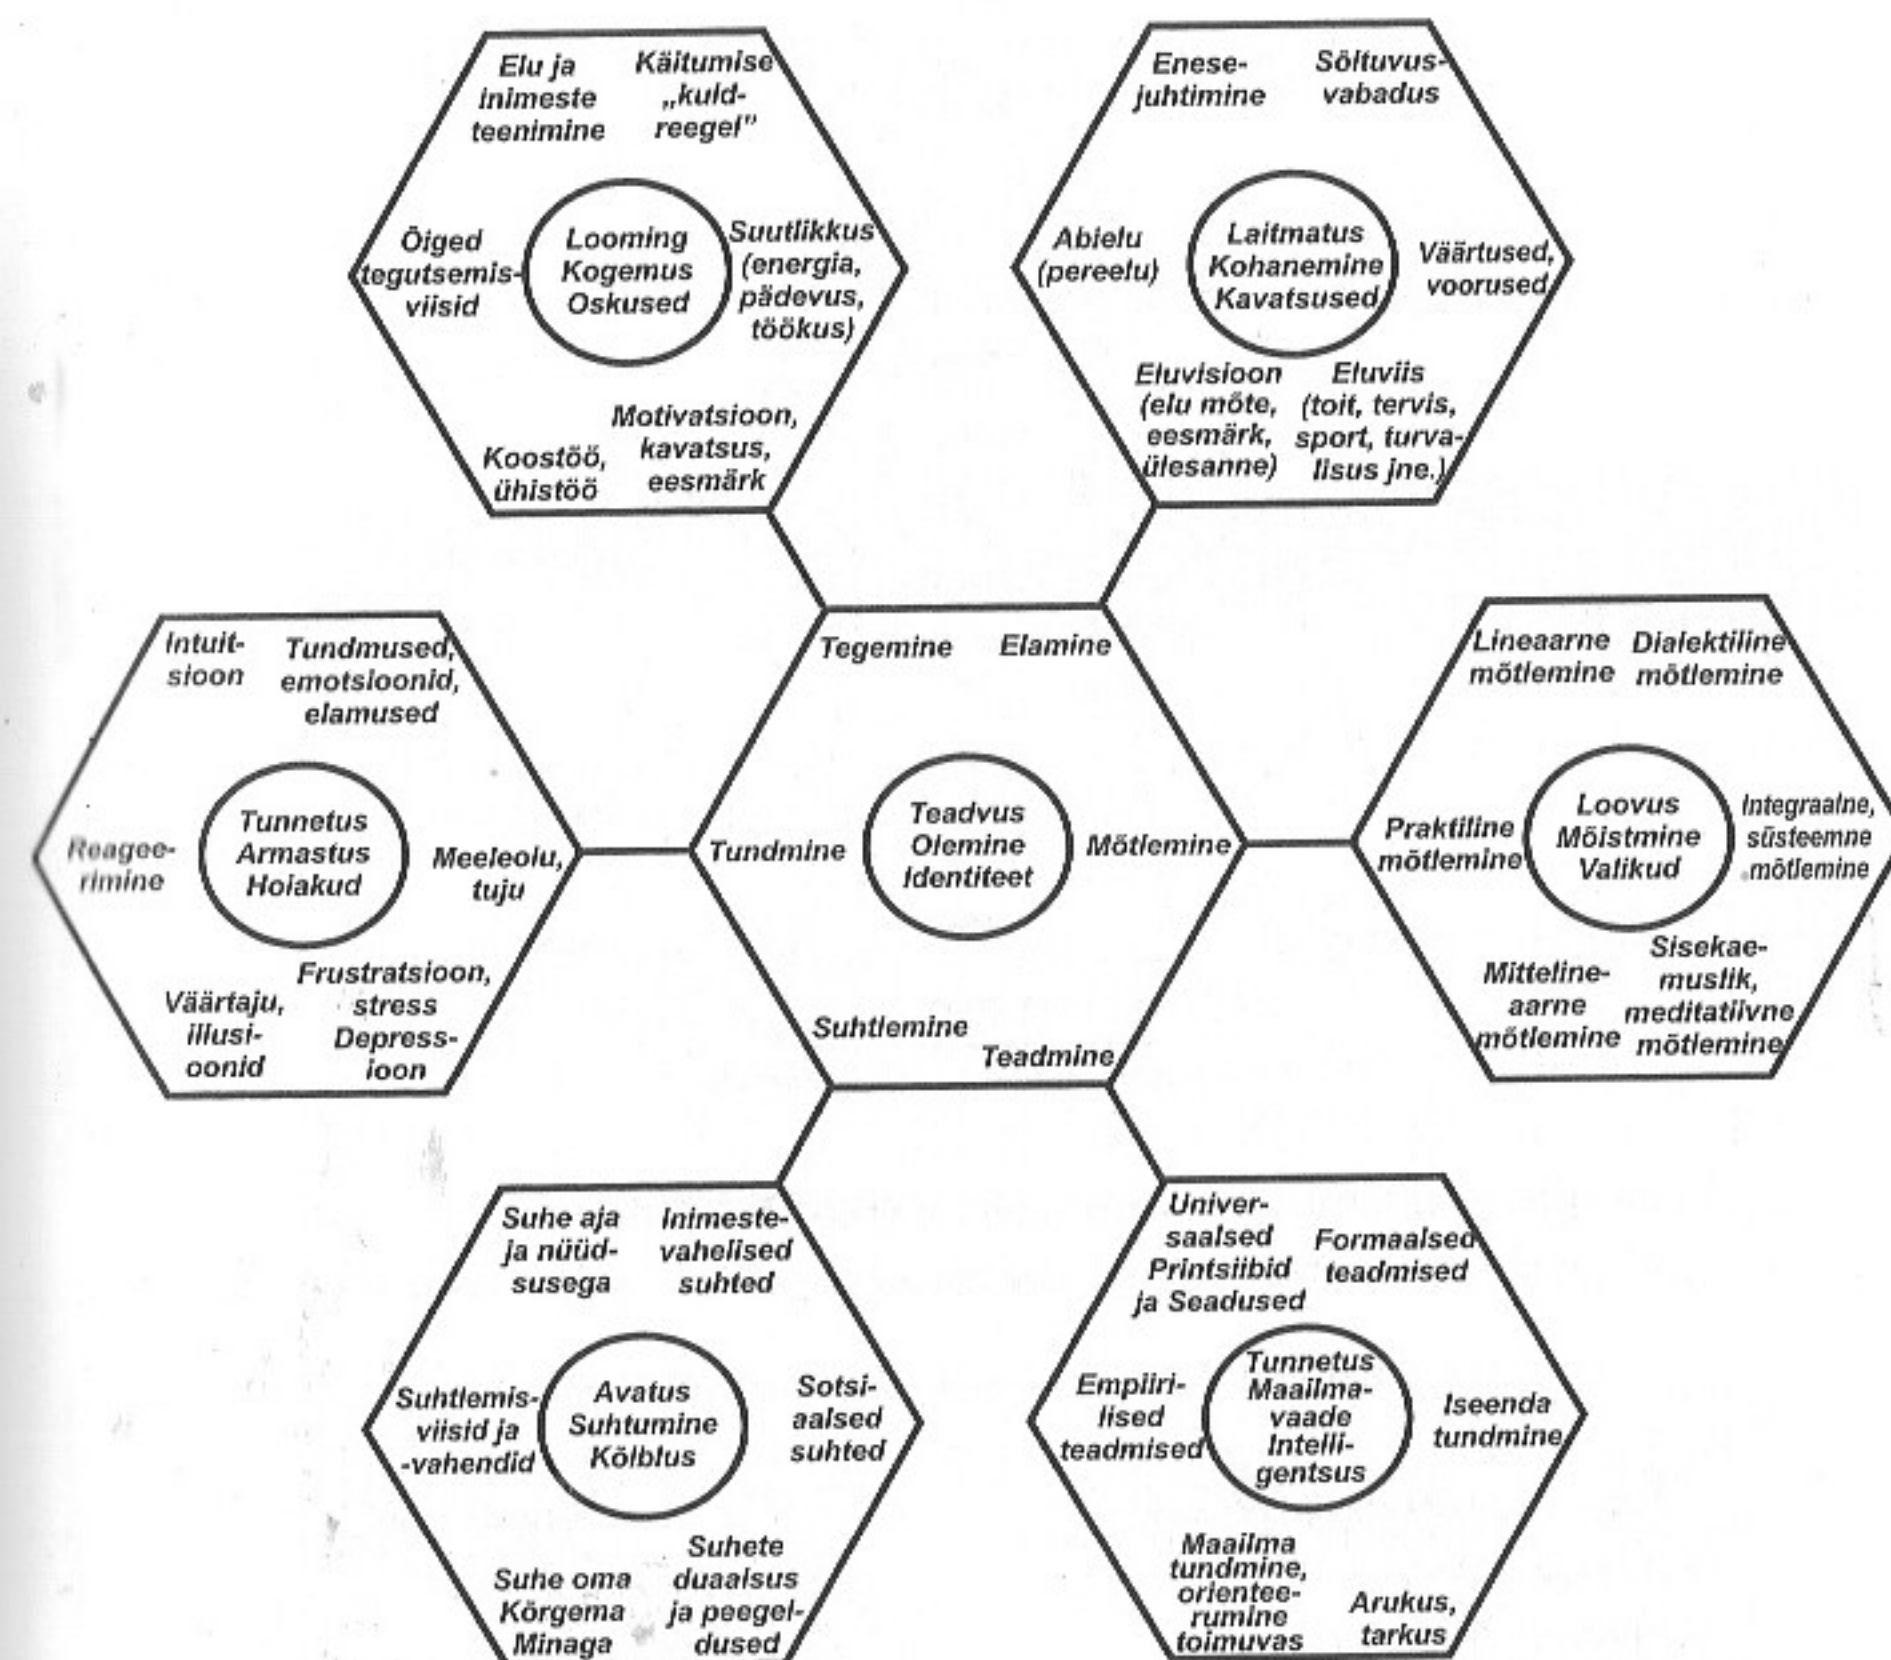 Elu ja
inimeste
teenimine
Käitumise
„kuld-
reegel”
Õiged
tegutsemis-
viisid
Looming
Kogemus
Oskused
Suutlikkus
(energia,
pädevus,
töökus)
Koostöö,
ühistöö
Motivatsioon,
kavatsus,
eesmärk
Enese-
juhtimine
Sõltuvus-
vabadus
Abielu
(pereelu)
Laitmatus
Kohanemine
Kavatsused
Väärtused,
voorused
Eluvisioon
(elu mõte,
eesmärk,
ülesanne)
Eluviis
(toit, tervis,
sport, turva-
lisus jne.)
Intuit-
sioon
Tundmused,
emotsioonid,
elamused
Reagee-
rimine
Tunnetus
Armastus
Hoiakud
Meeleolu,
tuju
Väärtaju,
illusi-
oonid
Frustratsioon,
stress
Depress-
ioon
Tegemine
Elamine
Tundmine
Teadvus
Olemine
Identiteet
Mõtlemine
Suhtlemine
Teadmine
Lineaarne
mõtlemine
Dialektiline
mõtlemine
Praktiline
mõtlemine
Loovus
Mõistmine
Valikud
Integraalne,
süsteemne
mõtlemine
Mitteline-
aarne
mõtlemine
Sisekae-
muslik,
meditatiivne
mõtlemine
Suhe aja
ja nüüd-
susega
Inimeste-
vahelised
suhted
Suhtlemis-
viisid ja
-vahendid
Avatus
Suhtumine
Kõlblus
Sotsi-
aalsed
suhted
Suhe oma
Kõrgema
Minaga
Suhete
duaalsus
ja peegel-
dused
Univer-
saalsed
Printsiibid
ja Seadused
Formaalsed
teadmised
Empiiri-
lised
teadmised
Tunnetus
Maailma-
vaade
Intelli-
gentsus
Iseenda
tundmine
Maailma
tundmine,
orientee-
rumine
toimuvas
Arukus,
tarkus